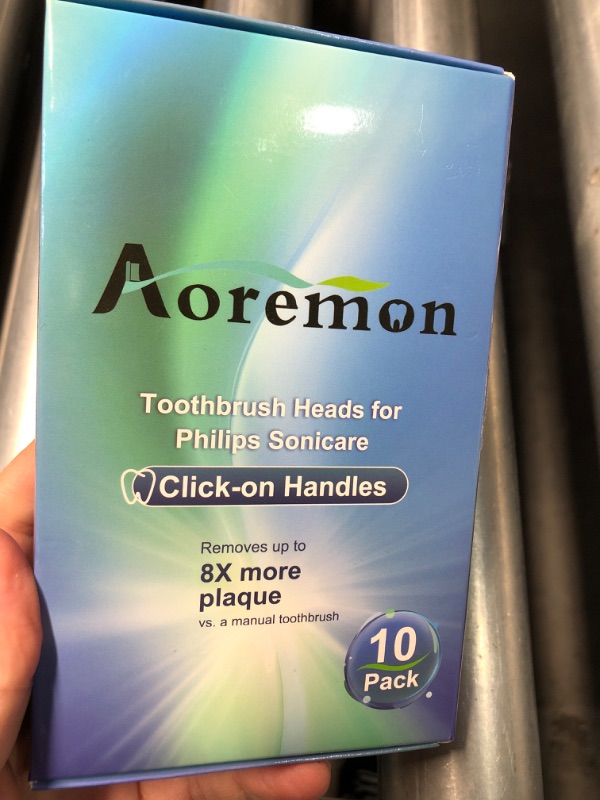 Aoremon
Toothbrush Heads for
Philips Sonicare
Click-on Handles
Removes up to
8X more
plaque
vs. a manual toothbrush
10
Pack